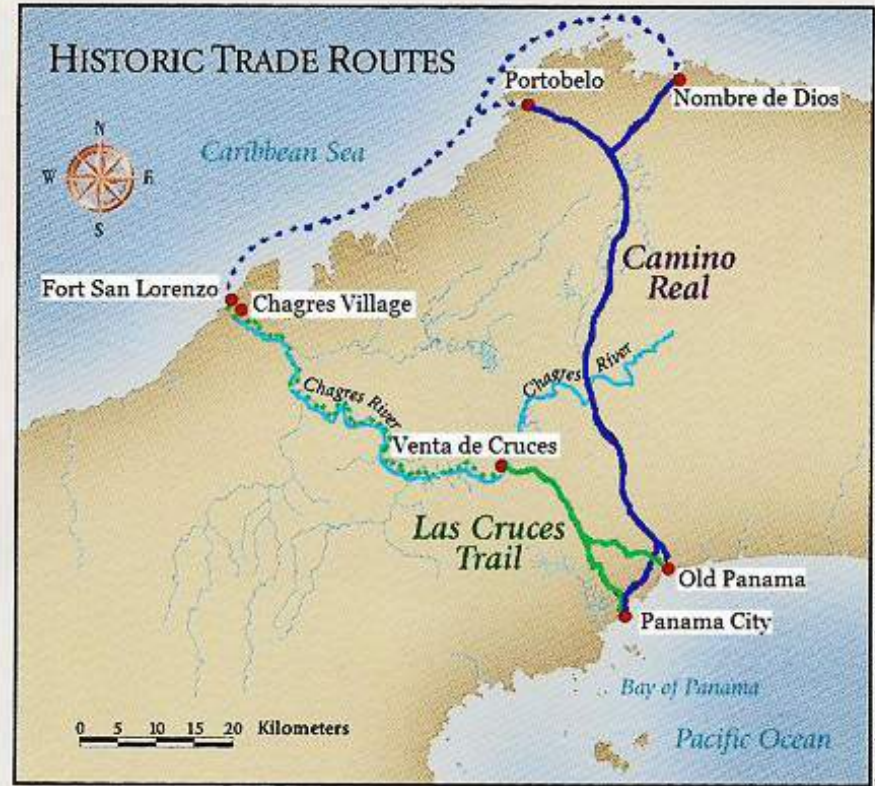 HISTORIC TRADE ROUTES
Portobelo
Nombre de Dios
Caribbean Sea
N
W E
S
Camino
Real
Fort San Lorenzo
Chagres Village
Chagres River
Chagres River
Venta de Cruces
Las Cruces
Trail
Old Panama
Panama City
Bay of Panama
0 5 10 15 20 Kilometers
Pacific Ocean